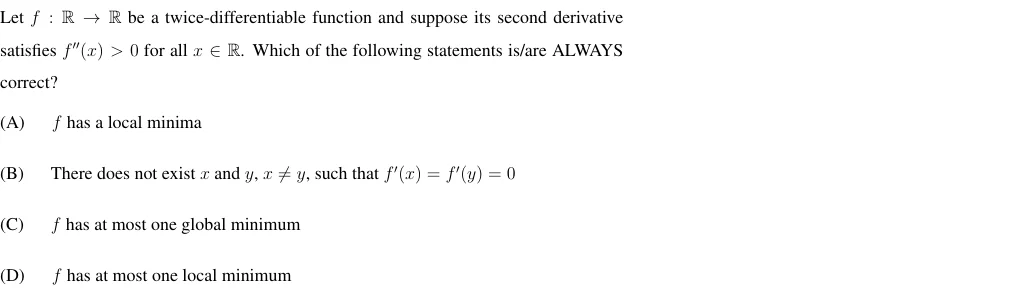 Let f : ℝ → ℝ be a twice-differentiable function and suppose its second derivative
satisfies f″(x) > 0 for all x ∈ ℝ. Which of the following statements is/are ALWAYS
correct?
(A) f has a local minima
(B) There does not exist x and y, x ≠ y, such that f′(x) = f′(y) = 0
(C) f has at most one global minimum
(D) f has at most one local minimum